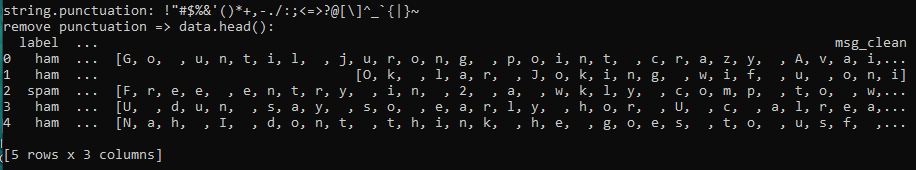 string.punctuation: !"#$%&'()*+,-./:;<=>?@[\]^_`{|}~
remove punctuation => data.head():
  label  ...                                          msg_clean
0   ham  ...  [G, o,  , u, n, t, i, l,  , j, u, r, o, n, g,  , p, o, i, n, t,  , c, r, a, z, y,  , A, v, a, i,...
1   ham  ...  [O, k,  , l, a, r,  , J, o, k, i, n, g,  , w, i, f,  , u,  , o, n, i]
2  spam  ...  [F, r, e, e,  , e, n, t, r, y,  , i, n,  , 2,  , a,  , w, k, l, y,  , c, o, m, p,  , t, o,  , w,...
3   ham  ...  [U,  , d, u, n,  , s, a, y,  , s, o,  , e, a, r, l, y,  , h, o, r,  , U,  , c,  , a, l, r, e, a,...
4   ham  ...  [N, a, h,  , I,  , d, o, n, t,  , t, h, i, n, k,  , h, e,  , g, o, e, s,  , t, o,  , u, s, f,  ,...
[5 rows x 3 columns]